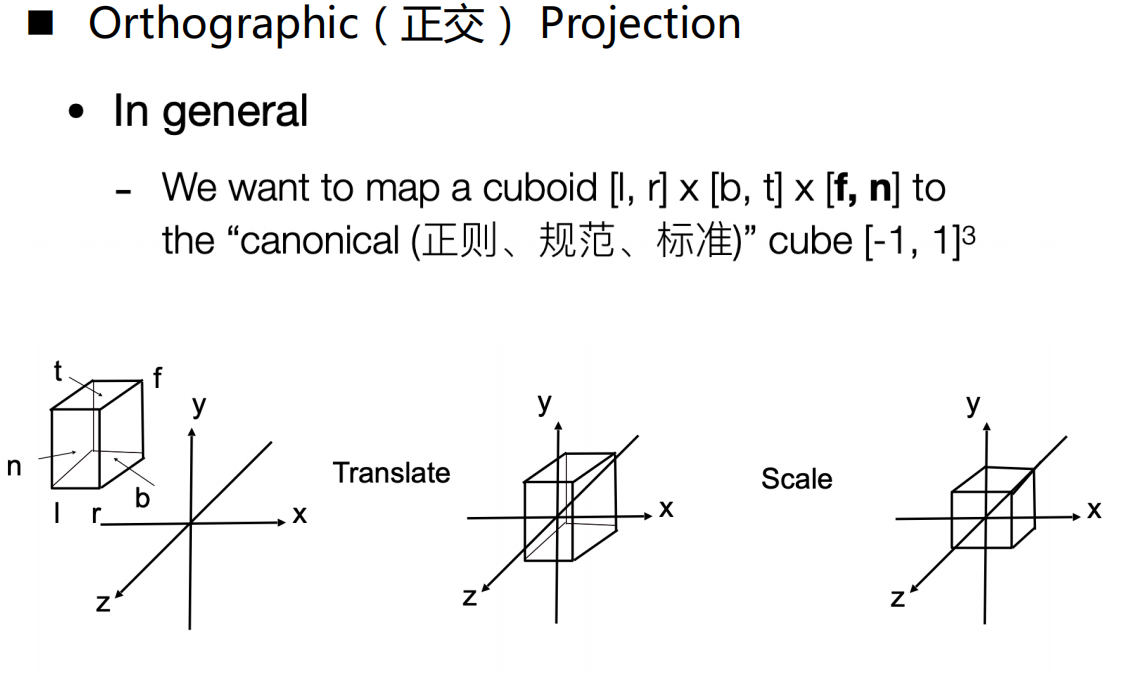 ■ Orthographic（正交）Projection
• In general
- We want to map a cuboid [l, r] x [b, t] x [f, n] to
the “canonical (正则、规范、标准)” cube [-1, 1]³
t
f
n
l
r
b
y
x
z
Translate
y
x
z
Scale
y
x
z